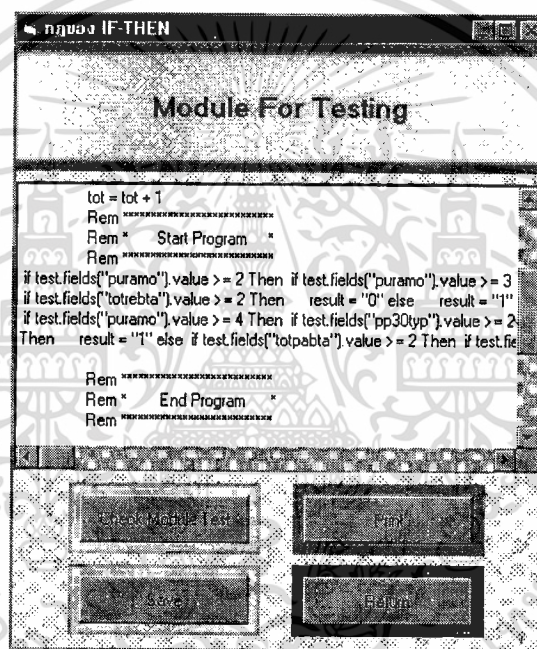 กฎของ IF-THEN
Module For Testing
tot = tot + 1
Rem **************************
Rem * Start Program *
Rem **************************
if test.fields("puramo").value >= 2 Then if test.fields("puramo").value >= 3
if test.fields("totrebta").value >= 2 Then result = "0" else result = "1"
if test.fields("puramo").value >= 4 Then if test.fields("pp30typ").value >= 2
Then result = "1" else if test.fields("totpabta").value >= 2 Then if test.fie
Rem **************************
Rem * End Program *
Rem **************************
Check Module Test
Print
Save
Return